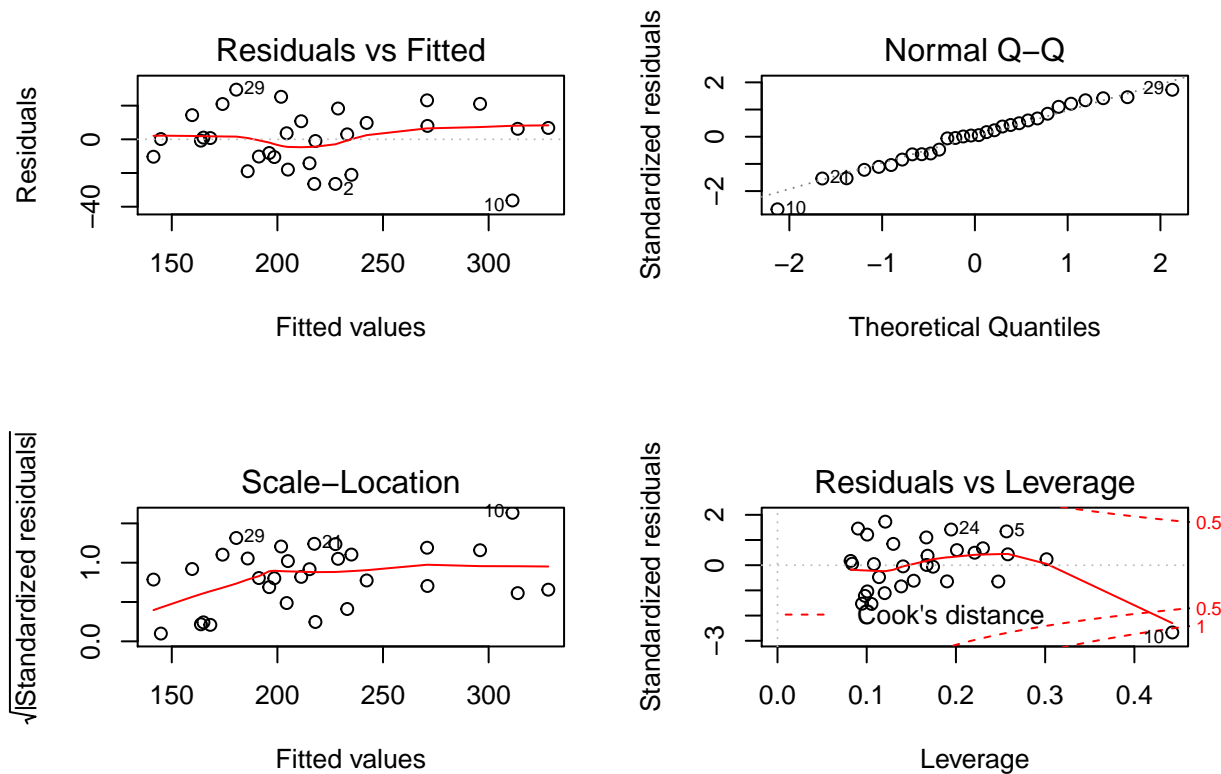 Residuals vs Fitted
Residuals
0
−40
150 200 250 300
Fitted values
29
2
10
Normal Q−Q
Standardized residuals
2
0
−2
−2 −1 0 1 2
Theoretical Quantiles
29
21
10
Scale−Location
√|Standardized residuals|
1.0
0.0
150 200 250 300
Fitted values
10
29
21
Residuals vs Leverage
Standardized residuals
2
0
−3
0.0 0.1 0.2 0.3 0.4
Leverage
Cook's distance
24
5
10
0.5
0.5
1